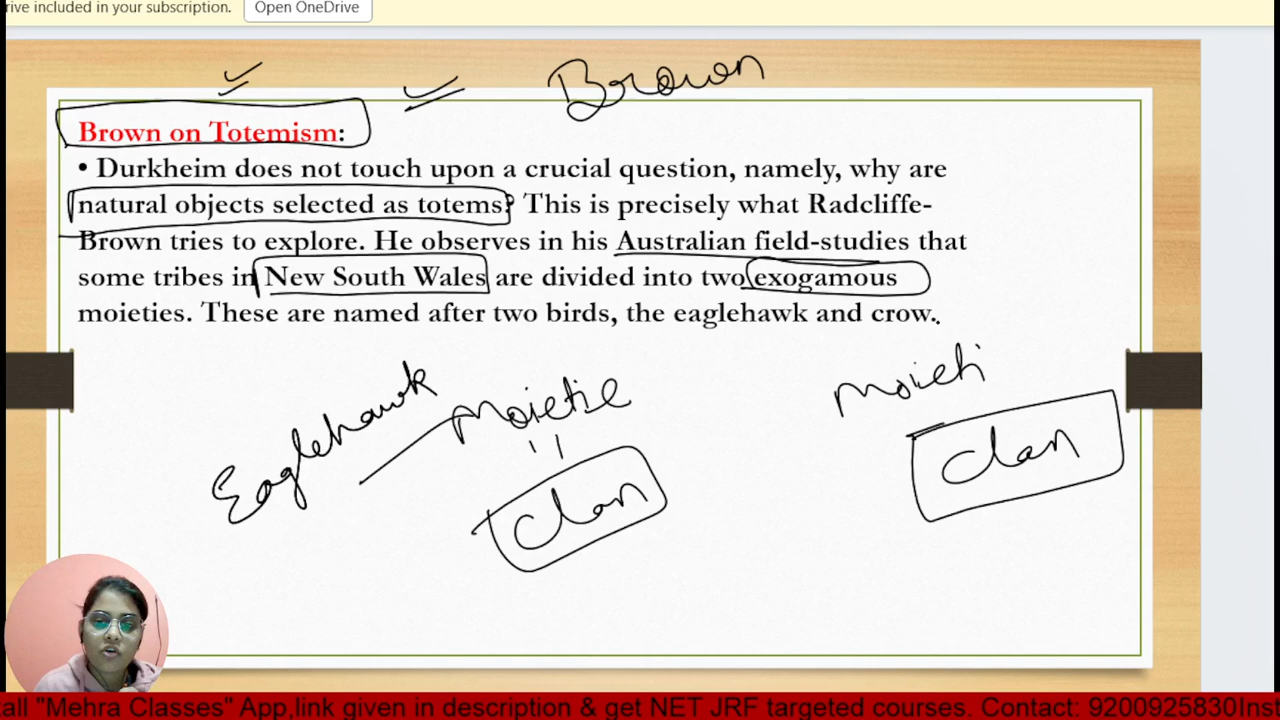 rive included in your subscription. Open OneDrive
Brown
Brown on Totemism:
• Durkheim does not touch upon a crucial question, namely, why are
natural objects selected as totems? This is precisely what Radcliffe-
Brown tries to explore. He observes in his Australian field-studies that
some tribes in New South Wales are divided into two exogamous
moieties. These are named after two birds, the eaglehawk and crow.
Eaglehawk Moietie Moieti
Clan Clan
tall "Mehra Classes" App,link given in description & get NET JRF targeted courses. Contact: 9200925830Inst